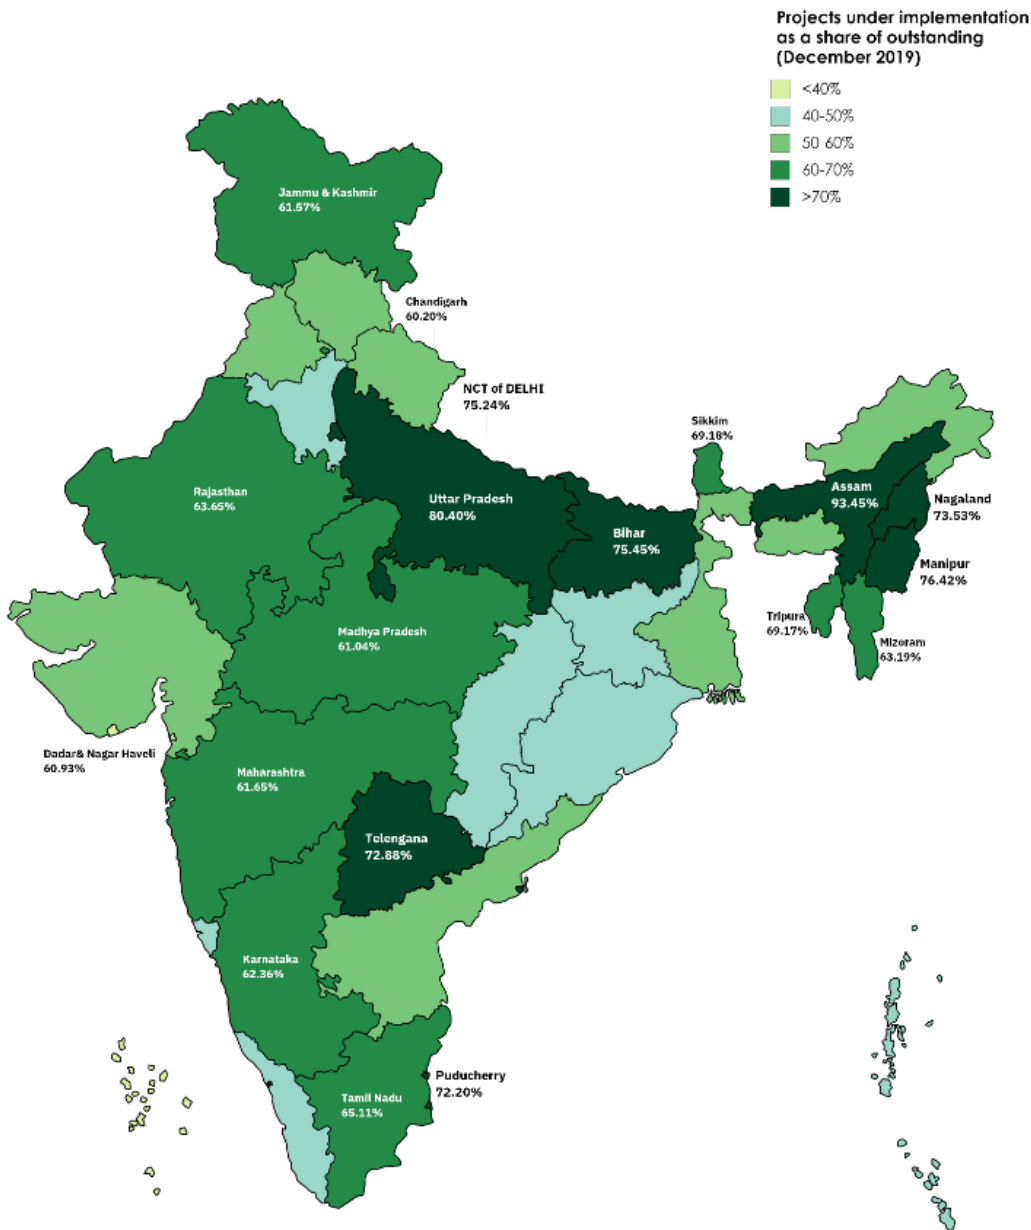 Projects under implementation
as a share of outstanding
(December 2019)
<40%
40-50%
50-60%
60-70%
>70%
Jammu & Kashmir
61.57%
Chandigarh
60.20%
NCT of DELHI
75.24%
Sikkim
69.18%
Rajasthan
63.65%
Uttar Pradesh
80.40%
Bihar
75.45%
Assam
93.45%
Nagaland
73.53%
Manipur
76.42%
Tripura
69.17%
Mizoram
63.19%
Madhya Pradesh
61.04%
Dadar& Nagar Haveli
60.93%
Maharashtra
61.65%
Telengana
72.88%
Karnataka
62.36%
Puducherry
72.20%
Tamil Nadu
65.11%